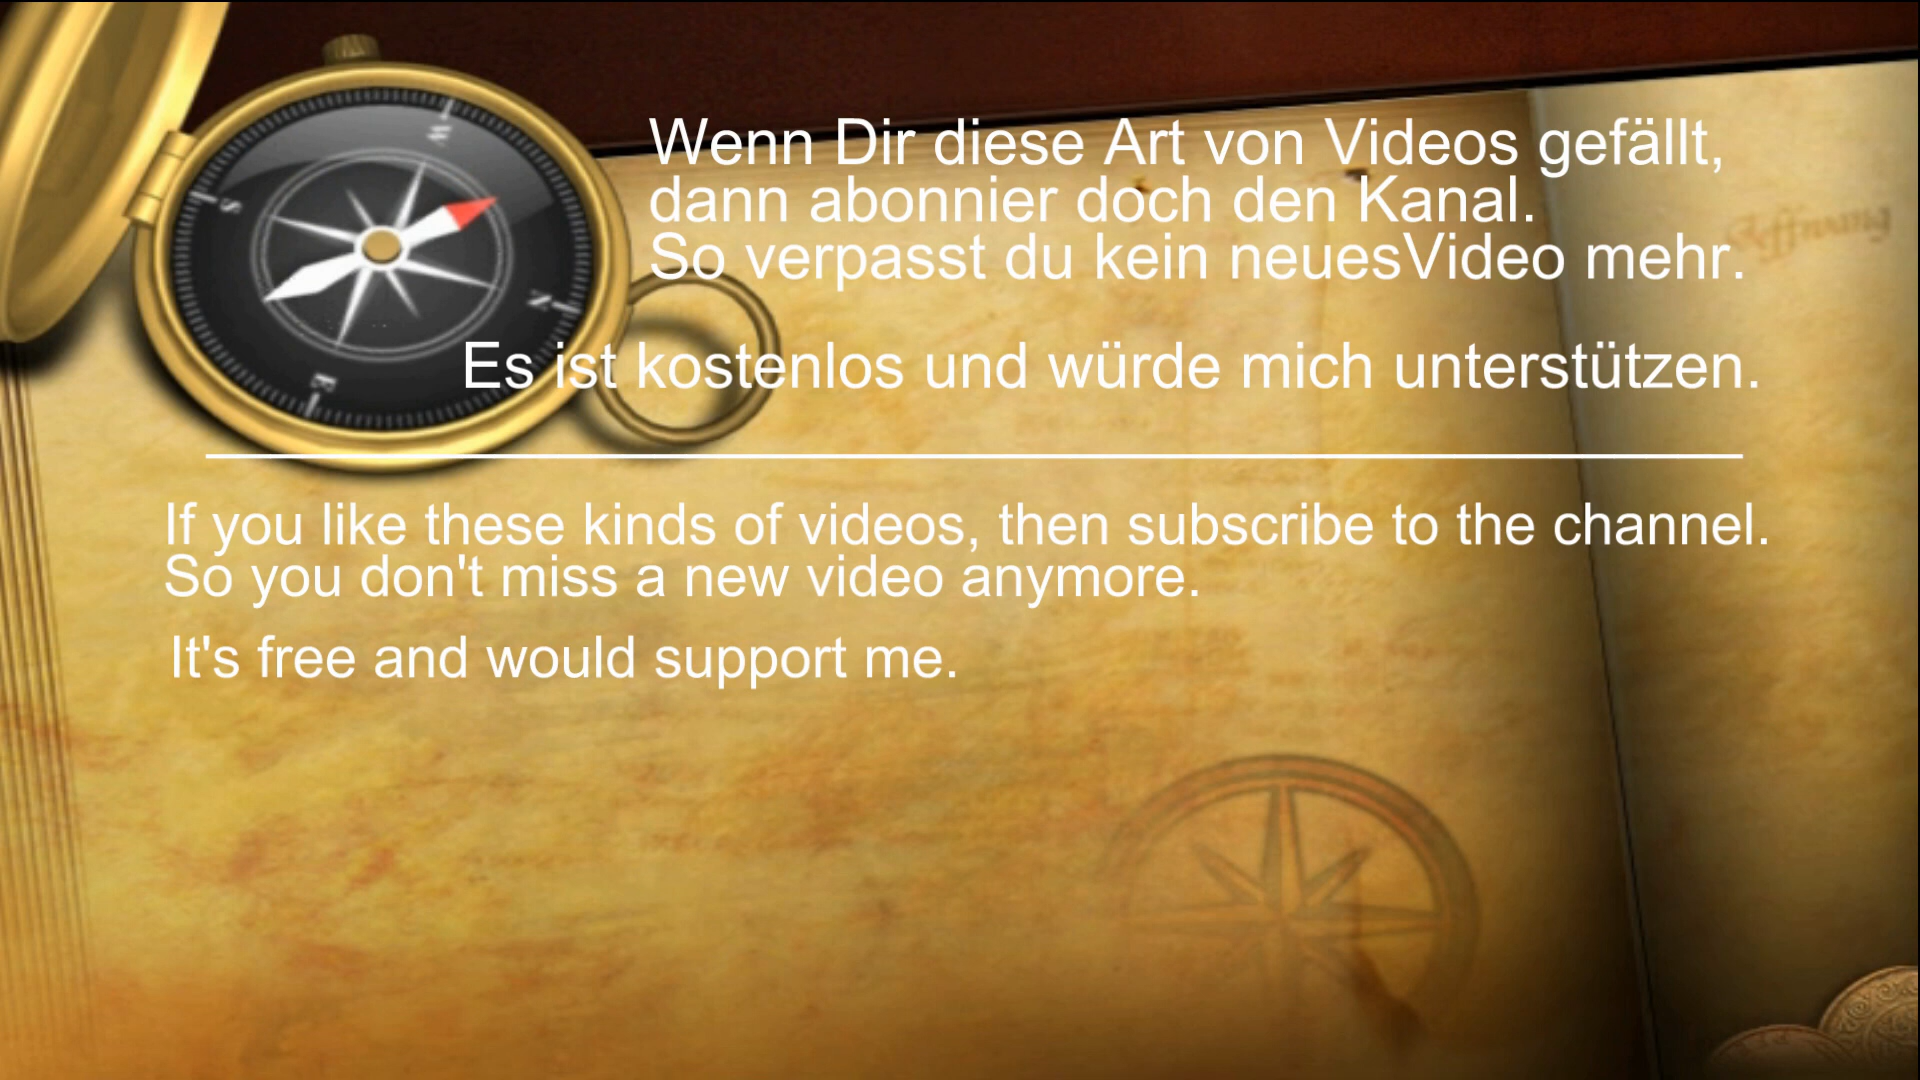 Wenn Dir diese Art von Videos gefällt,
dann abonnier doch den Kanal.
So verpasst du kein neuesVideo mehr.
Es ist kostenlos und würde mich unterstützen.
If you like these kinds of videos, then subscribe to the channel.
So you don't miss a new video anymore.
It's free and would support me.
W
S
N
E